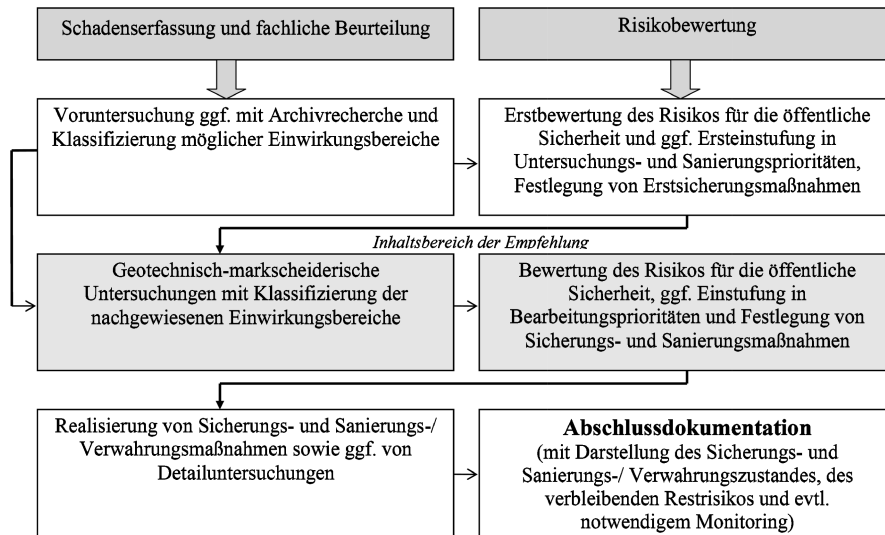 Schadenserfassung und fachliche Beurteilung
Risikobewertung
Voruntersuchung ggf. mit Archivrecherche und
Klassifizierung möglicher Einwirkungsbereiche
Erstbewertung des Risikos für die öffentliche
Sicherheit und ggf. Ersteinstufung in
Untersuchungs- und Sanierungsprioritäten,
Festlegung von Erstsicherungsmaßnahmen
Inhaltsbereich der Empfehlung
Geotechnisch-markscheiderische
Untersuchungen mit Klassifizierung der
nachgewiesenen Einwirkungsbereiche
Bewertung des Risikos für die öffentliche
Sicherheit, ggf. Einstufung in
Bearbeitungsprioritäten und Festlegung von
Sicherungs- und Sanierungsmaßnahmen
Realisierung von Sicherungs- und Sanierungs-/
Verwahrungsmaßnahmen sowie ggf. von
Detailuntersuchungen
Abschlussdokumentation
(mit Darstellung des Sicherungs- und
Sanierungs-/ Verwahrungszustandes, des
verbleibenden Restrisikos und evtl.
notwendigem Monitoring)